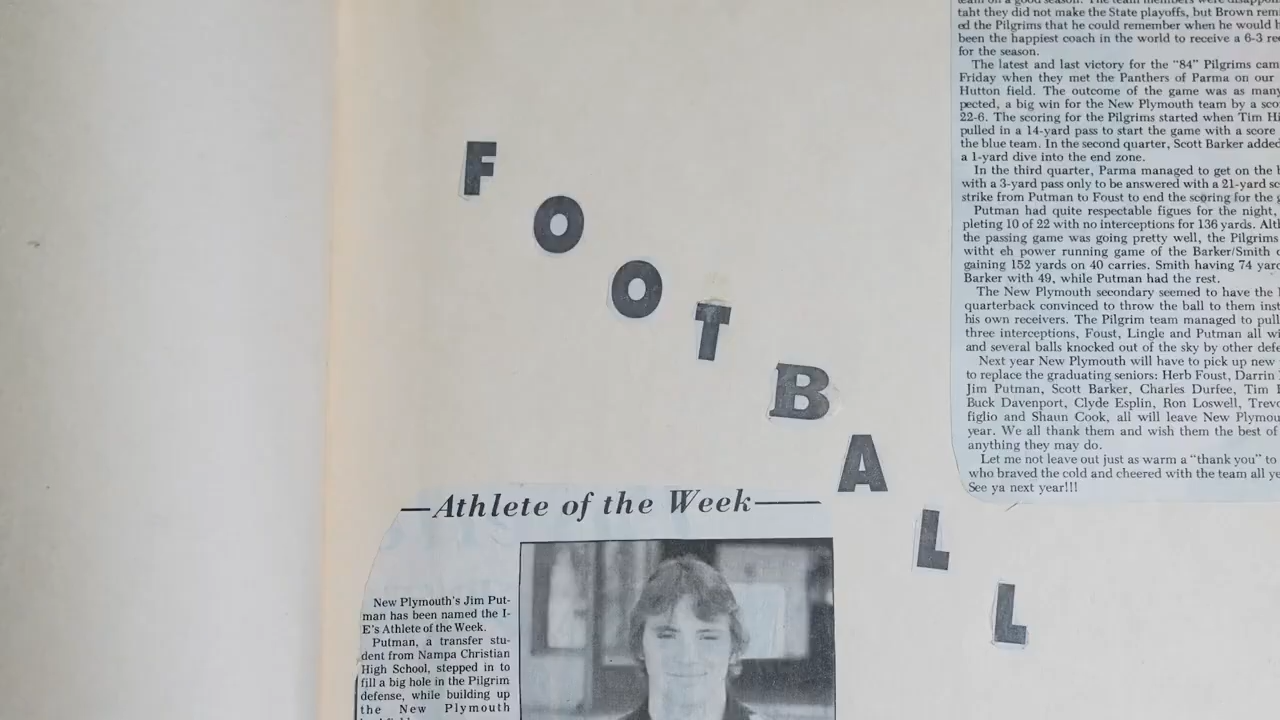 FOOTBALL
team on a good season. The team members were
taht they did not make the State playoffs, but Brown
ed the Pilgrims that he could remember when he would
been the happiest coach in the world to receive a 6-3
for the season.
The latest and last victory for the "84" Pilgrims
Friday when they met the Panthers of Parma on our
Hutton field. The outcome of the game was as many
pected, a big win for the New Plymouth team by a
22-6. The scoring for the Pilgrims started when Tim
pulled in a 14-yard pass to start the game with a score
the blue team. In the second quarter, Scott Barker added
a 1-yard dive into the end zone.
In the third quarter, Parma managed to get on the
with a 3-yard pass only to be answered with a 21-yard
strike from Putman to Foust to end the scoring for the
Putman had quite respectable figues for the night,
pleting 10 of 22 with no interceptions for 136 yards.
the passing game was going pretty well, the Pilgrims
witht eh power running game of the Barker/Smith
gaining 152 yards on 40 carries. Smith having 74
Barker with 49, while Putman had the rest.
The New Plymouth secondary seemed to have the
quarterback convinced to throw the ball to them
his own receivers. The Pilgrim team managed to pull
three interceptions, Foust, Lingle and Putman all
and several balls knocked out of the sky by other
Next year New Plymouth will have to pick up new
to replace the graduating seniors: Herb Foust, Darrin
Jim Putman, Scott Barker, Charles Durfee, Tim
Buck Davenport, Clyde Esplin, Ron Loswell,
figlio and Shaun Cook, all will leave New
year. We all thank them and wish them the best of
anything they may do.
Let me not leave out just as warm a "thank you" to
who braved the cold and cheered with the team all
See ya next year!!!
Athlete of the Week
New Plymouth's Jim Put-
man has been named the I-
E's Athlete of the Week.
Putman, a transfer stu-
dent from Nampa Christian
High School, stepped in to
fill a big hole in the Pilgrim
defense, while building up
the New Plymouth